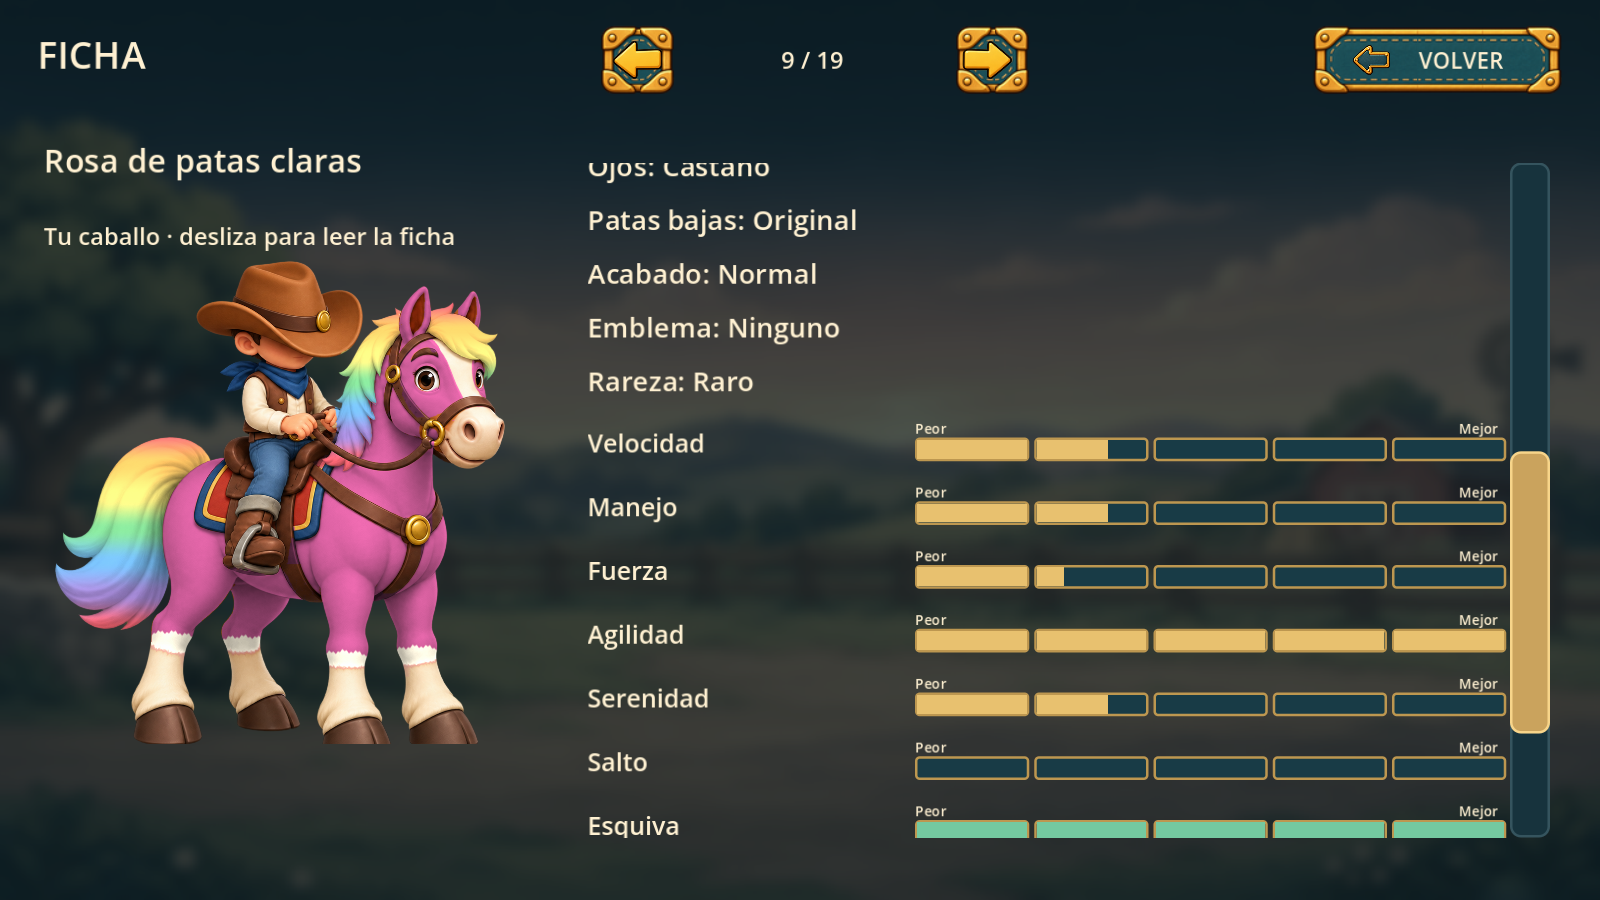 FICHA
9 / 19
VOLVER
Rosa de patas claras
Tu caballo · desliza para leer la ficha
Ojos: Castaño
Patas bajas: Original
Acabado: Normal
Emblema: Ninguno
Rareza: Raro
Velocidad
Peor Mejor
Manejo
Peor Mejor
Fuerza
Peor Mejor
Agilidad
Peor Mejor
Serenidad
Peor Mejor
Salto
Peor Mejor
Esquiva
Peor Mejor